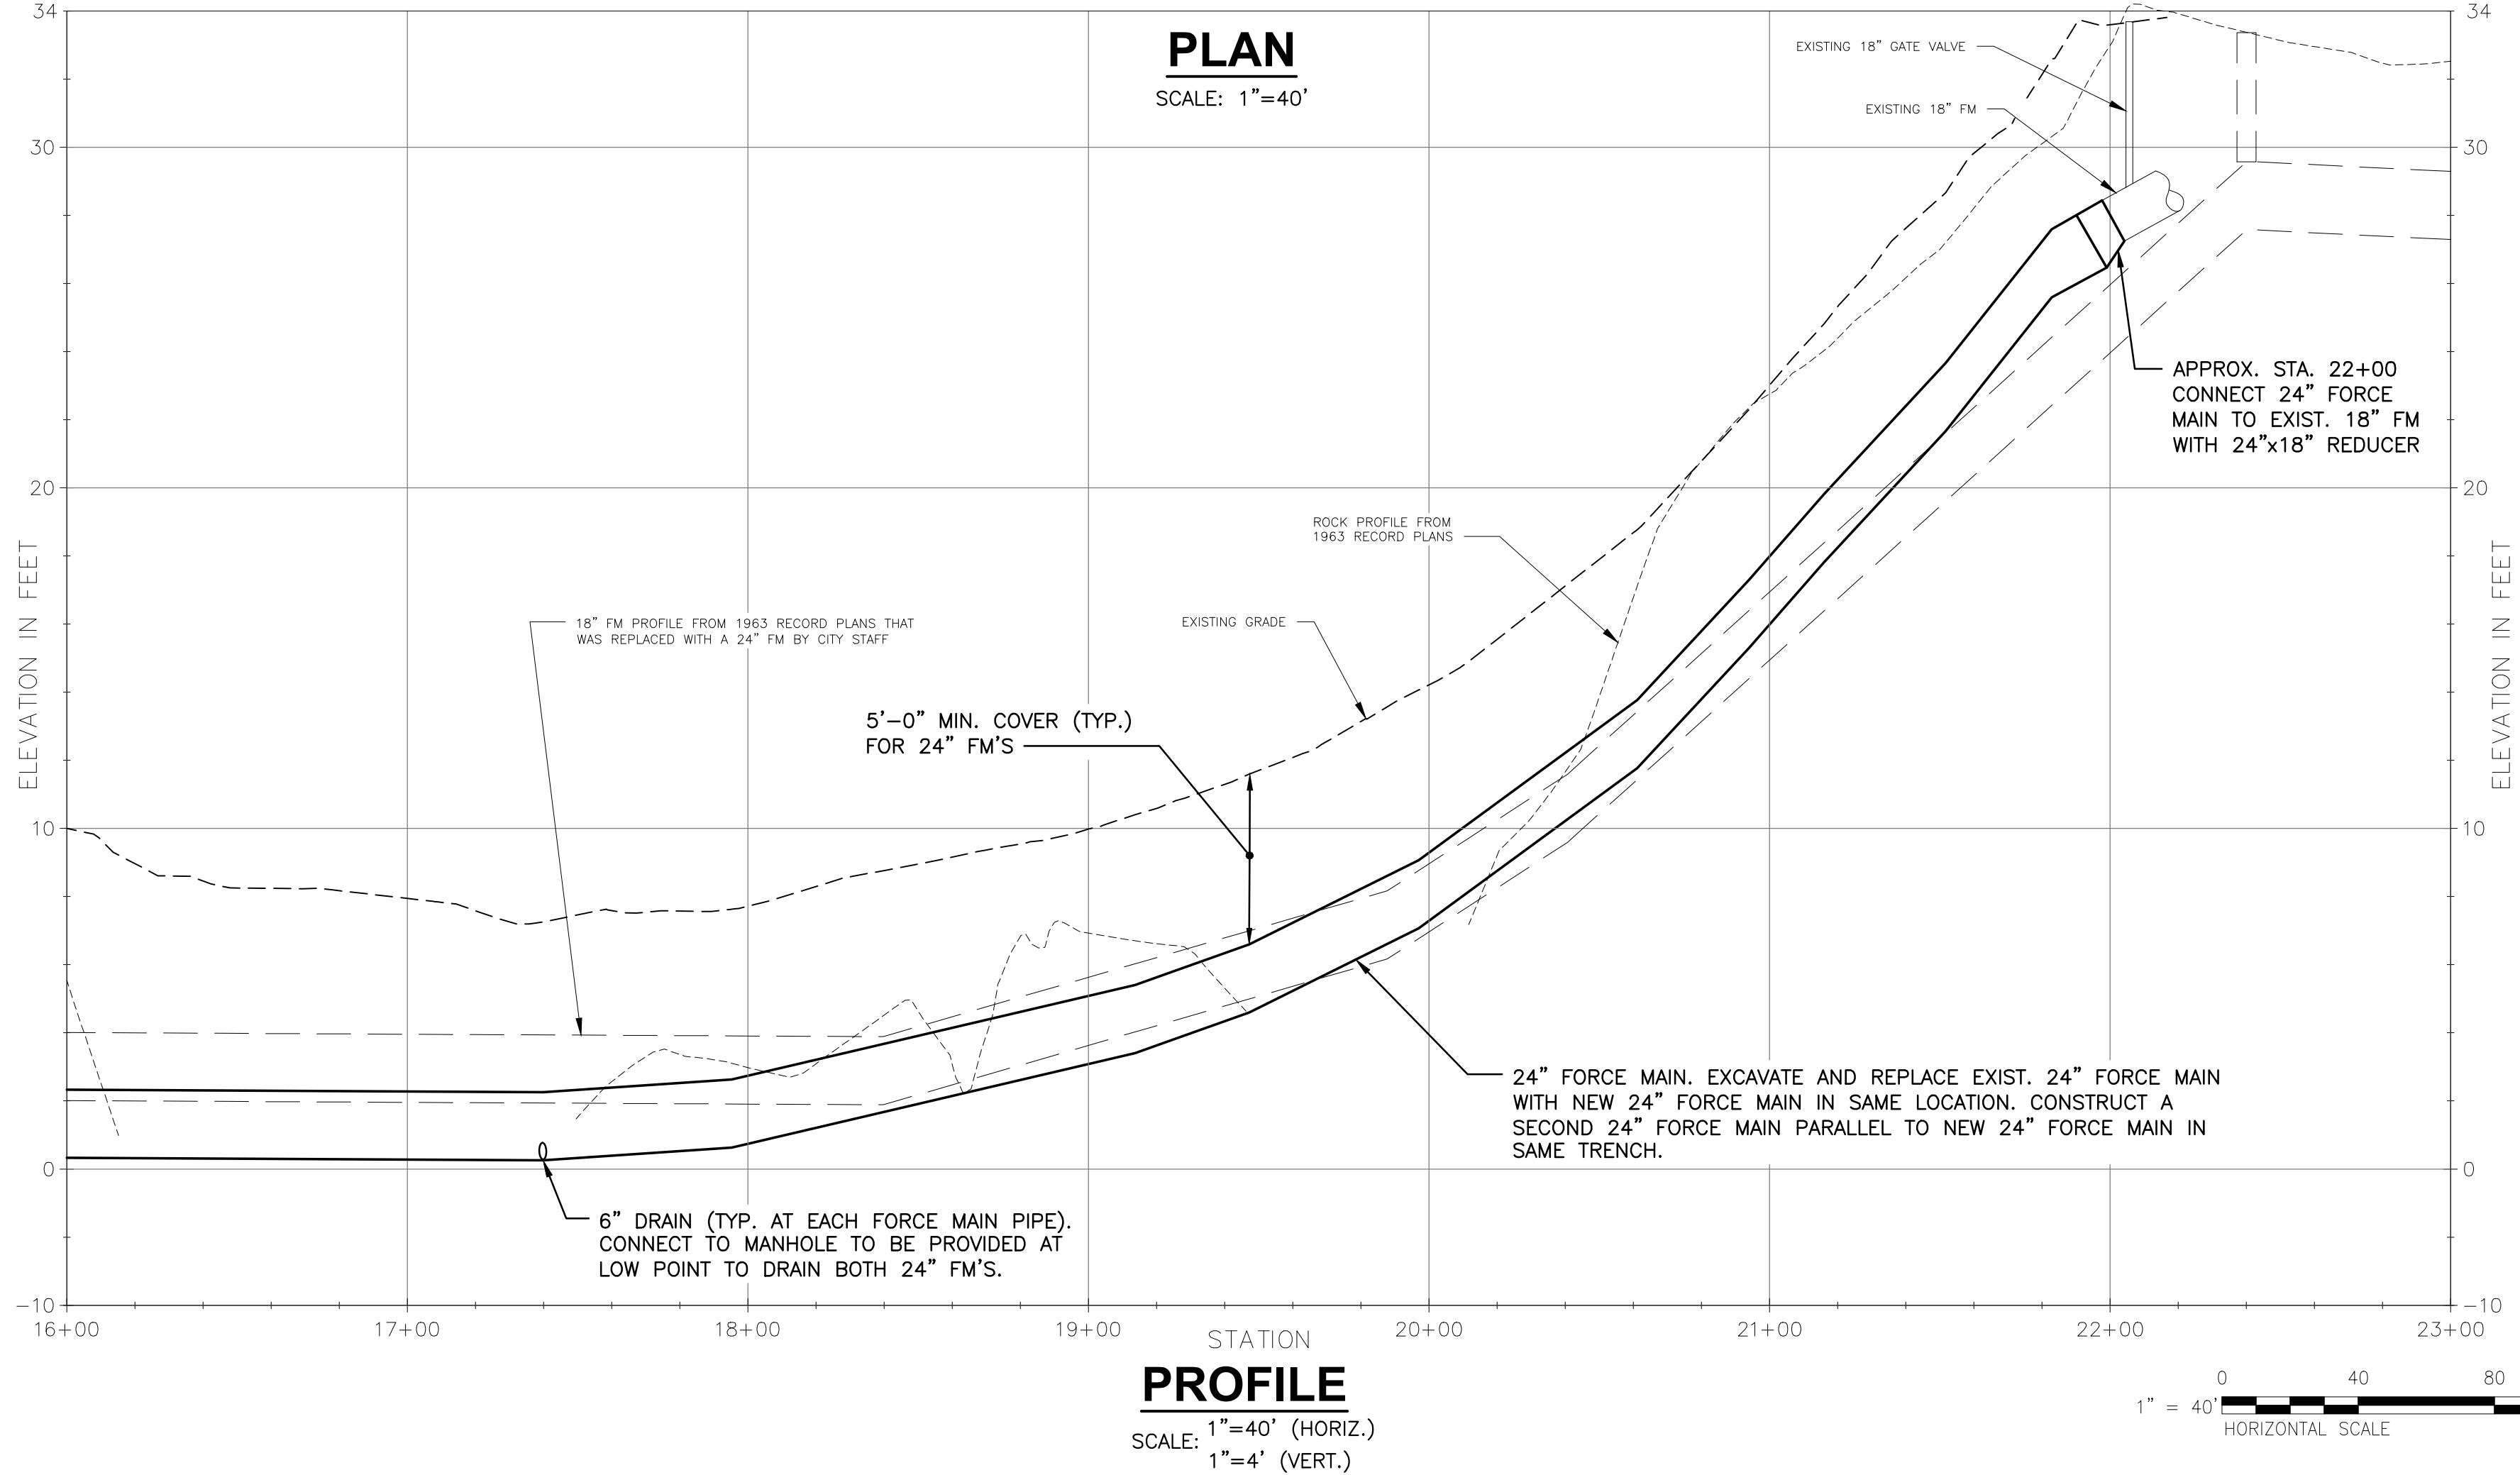 34
34
PLAN
SCALE: 1"=40'
EXISTING 18" GATE VALVE
EXISTING 18" FM
30
30
APPROX. STA. 22+00
CONNECT 24" FORCE
MAIN TO EXIST. 18" FM
WITH 24"x18" REDUCER
20
20
ROCK PROFILE FROM
1963 RECORD PLANS
ELEVATION IN FEET
ELEVATION IN FEET
18" FM PROFILE FROM 1963 RECORD PLANS THAT
WAS REPLACED WITH A 24" FM BY CITY STAFF
EXISTING GRADE
5'-0" MIN. COVER (TYP.)
FOR 24" FM'S
10
10
24" FORCE MAIN. EXCAVATE AND REPLACE EXIST. 24" FORCE MAIN
WITH NEW 24" FORCE MAIN IN SAME LOCATION. CONSTRUCT A
SECOND 24" FORCE MAIN PARALLEL TO NEW 24" FORCE MAIN IN
SAME TRENCH.
0
0
6" DRAIN (TYP. AT EACH FORCE MAIN PIPE).
CONNECT TO MANHOLE TO BE PROVIDED AT
LOW POINT TO DRAIN BOTH 24" FM'S.
-10
-10
16+00
17+00
18+00
19+00
20+00
21+00
22+00
23+00
STATION
PROFILE
SCALE: 1"=40' (HORIZ.)
1"=4' (VERT.)
0
40
80
1" = 40'
HORIZONTAL SCALE